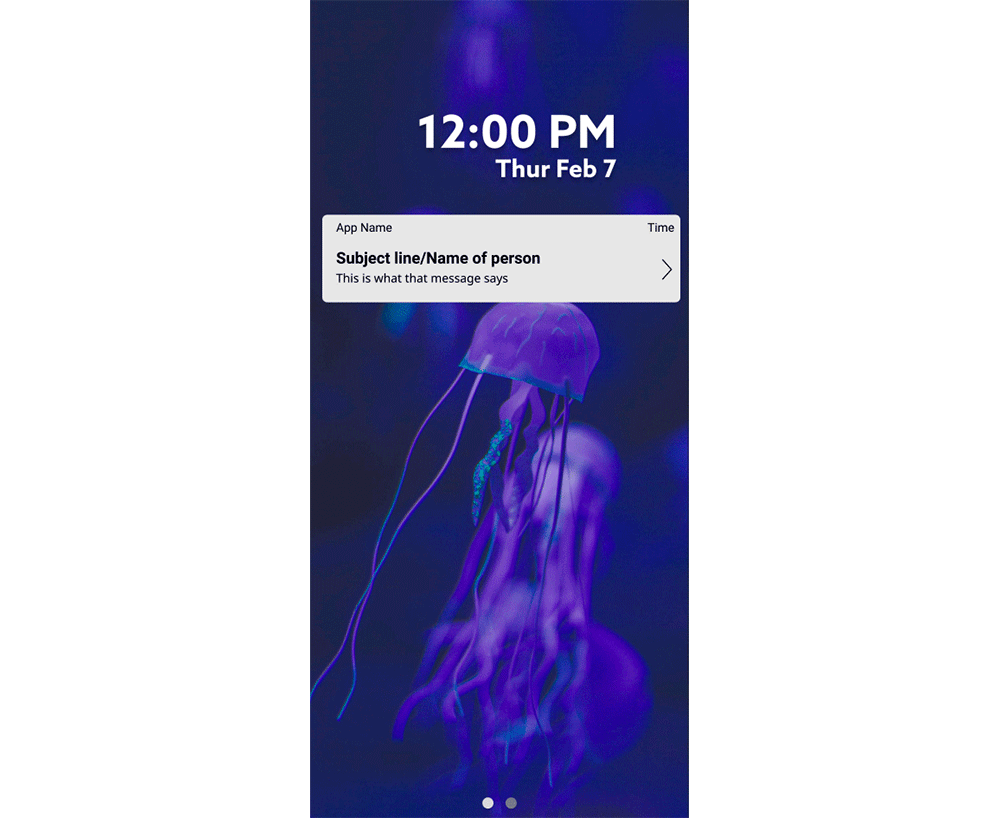 12:00 PM
Thur Feb 7
App Name Time
Subject line/Name of person
This is what that message says